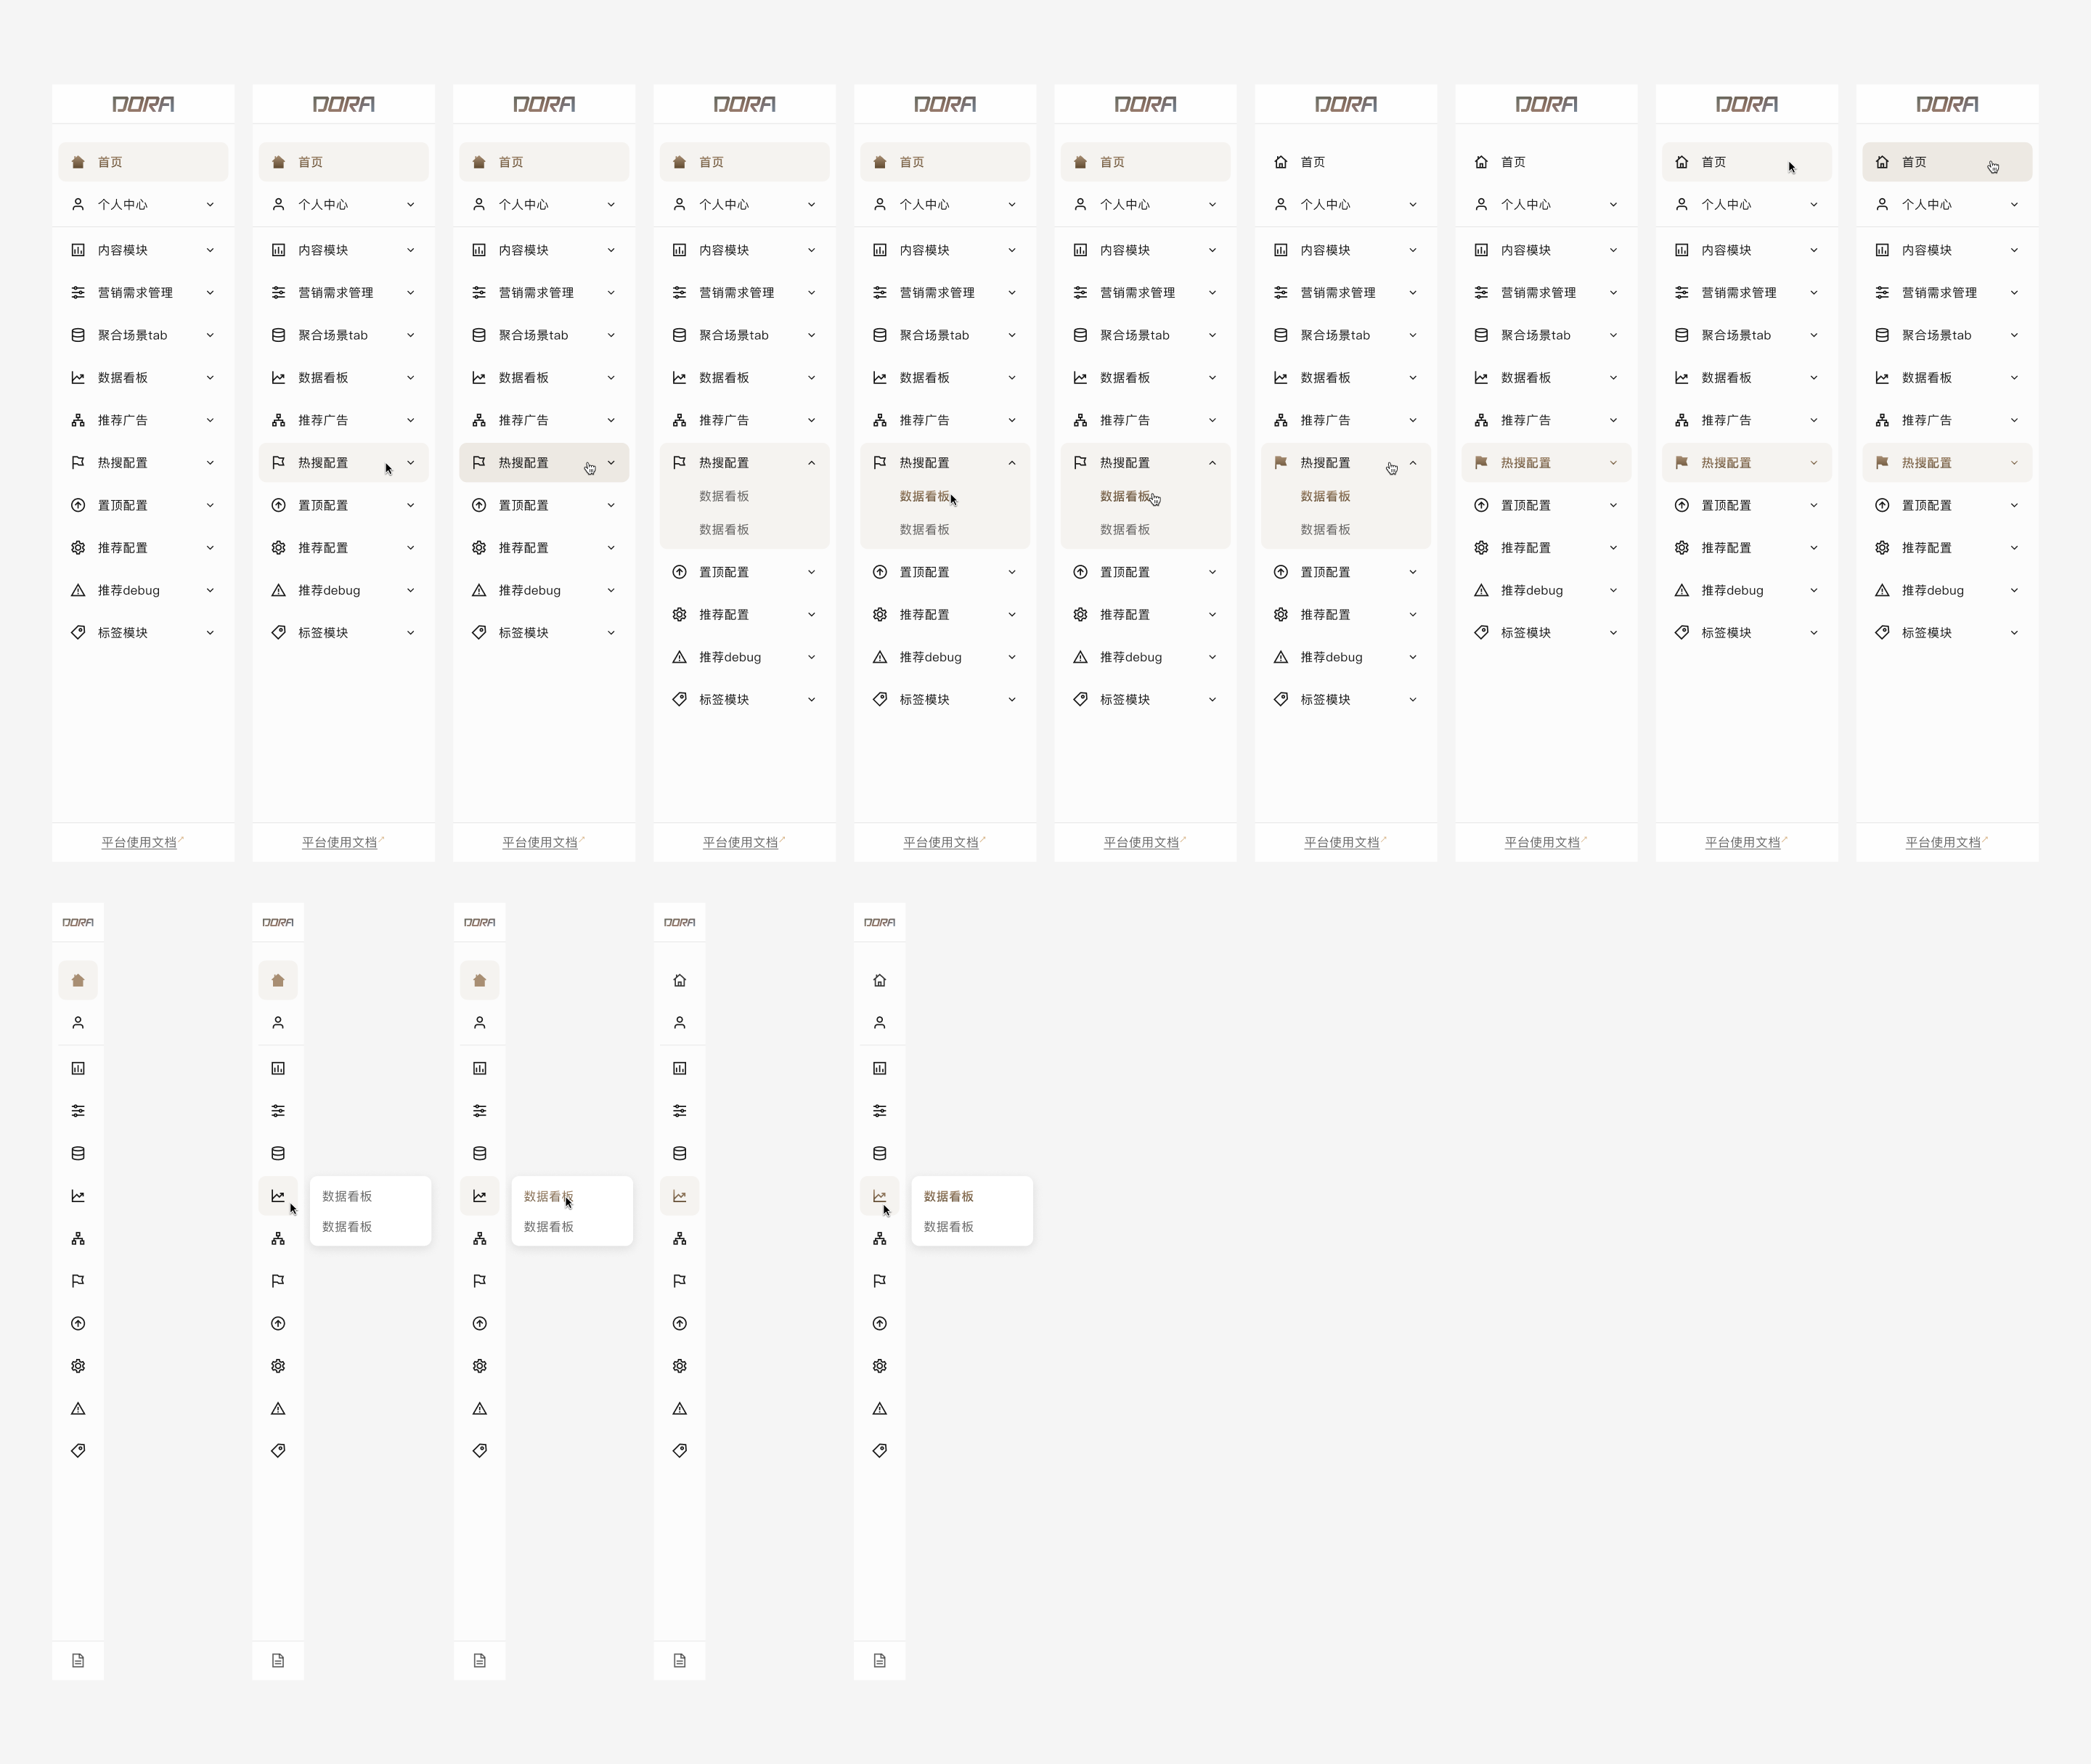 DORA
首页
个人中心
内容模块
营销需求管理
聚合场景tab
数据看板
推荐广告
热搜配置
置顶配置
推荐配置
推荐debug
标签模块
平台使用文档
DORA
首页
个人中心
内容模块
营销需求管理
聚合场景tab
数据看板
推荐广告
热搜配置
置顶配置
推荐配置
推荐debug
标签模块
平台使用文档
DORA
首页
个人中心
内容模块
营销需求管理
聚合场景tab
数据看板
推荐广告
热搜配置
置顶配置
推荐配置
推荐debug
标签模块
平台使用文档
DORA
首页
个人中心
内容模块
营销需求管理
聚合场景tab
数据看板
推荐广告
热搜配置
数据看板
数据看板
置顶配置
推荐配置
推荐debug
标签模块
平台使用文档
DORA
首页
个人中心
内容模块
营销需求管理
聚合场景tab
数据看板
推荐广告
热搜配置
数据看板
数据看板
置顶配置
推荐配置
推荐debug
标签模块
平台使用文档
DORA
首页
个人中心
内容模块
营销需求管理
聚合场景tab
数据看板
推荐广告
热搜配置
数据看板
数据看板
置顶配置
推荐配置
推荐debug
标签模块
平台使用文档
DORA
首页
个人中心
内容模块
营销需求管理
聚合场景tab
数据看板
推荐广告
热搜配置
数据看板
数据看板
置顶配置
推荐配置
推荐debug
标签模块
平台使用文档
DORA
首页
个人中心
内容模块
营销需求管理
聚合场景tab
数据看板
推荐广告
热搜配置
置顶配置
推荐配置
推荐debug
标签模块
平台使用文档
DORA
首页
个人中心
内容模块
营销需求管理
聚合场景tab
数据看板
推荐广告
热搜配置
置顶配置
推荐配置
推荐debug
标签模块
平台使用文档
DORA
首页
个人中心
内容模块
营销需求管理
聚合场景tab
数据看板
推荐广告
热搜配置
置顶配置
推荐配置
推荐debug
标签模块
平台使用文档
DORA
DORA
数据看板
数据看板
DORA
数据看板
数据看板
DORA
DORA
数据看板
数据看板